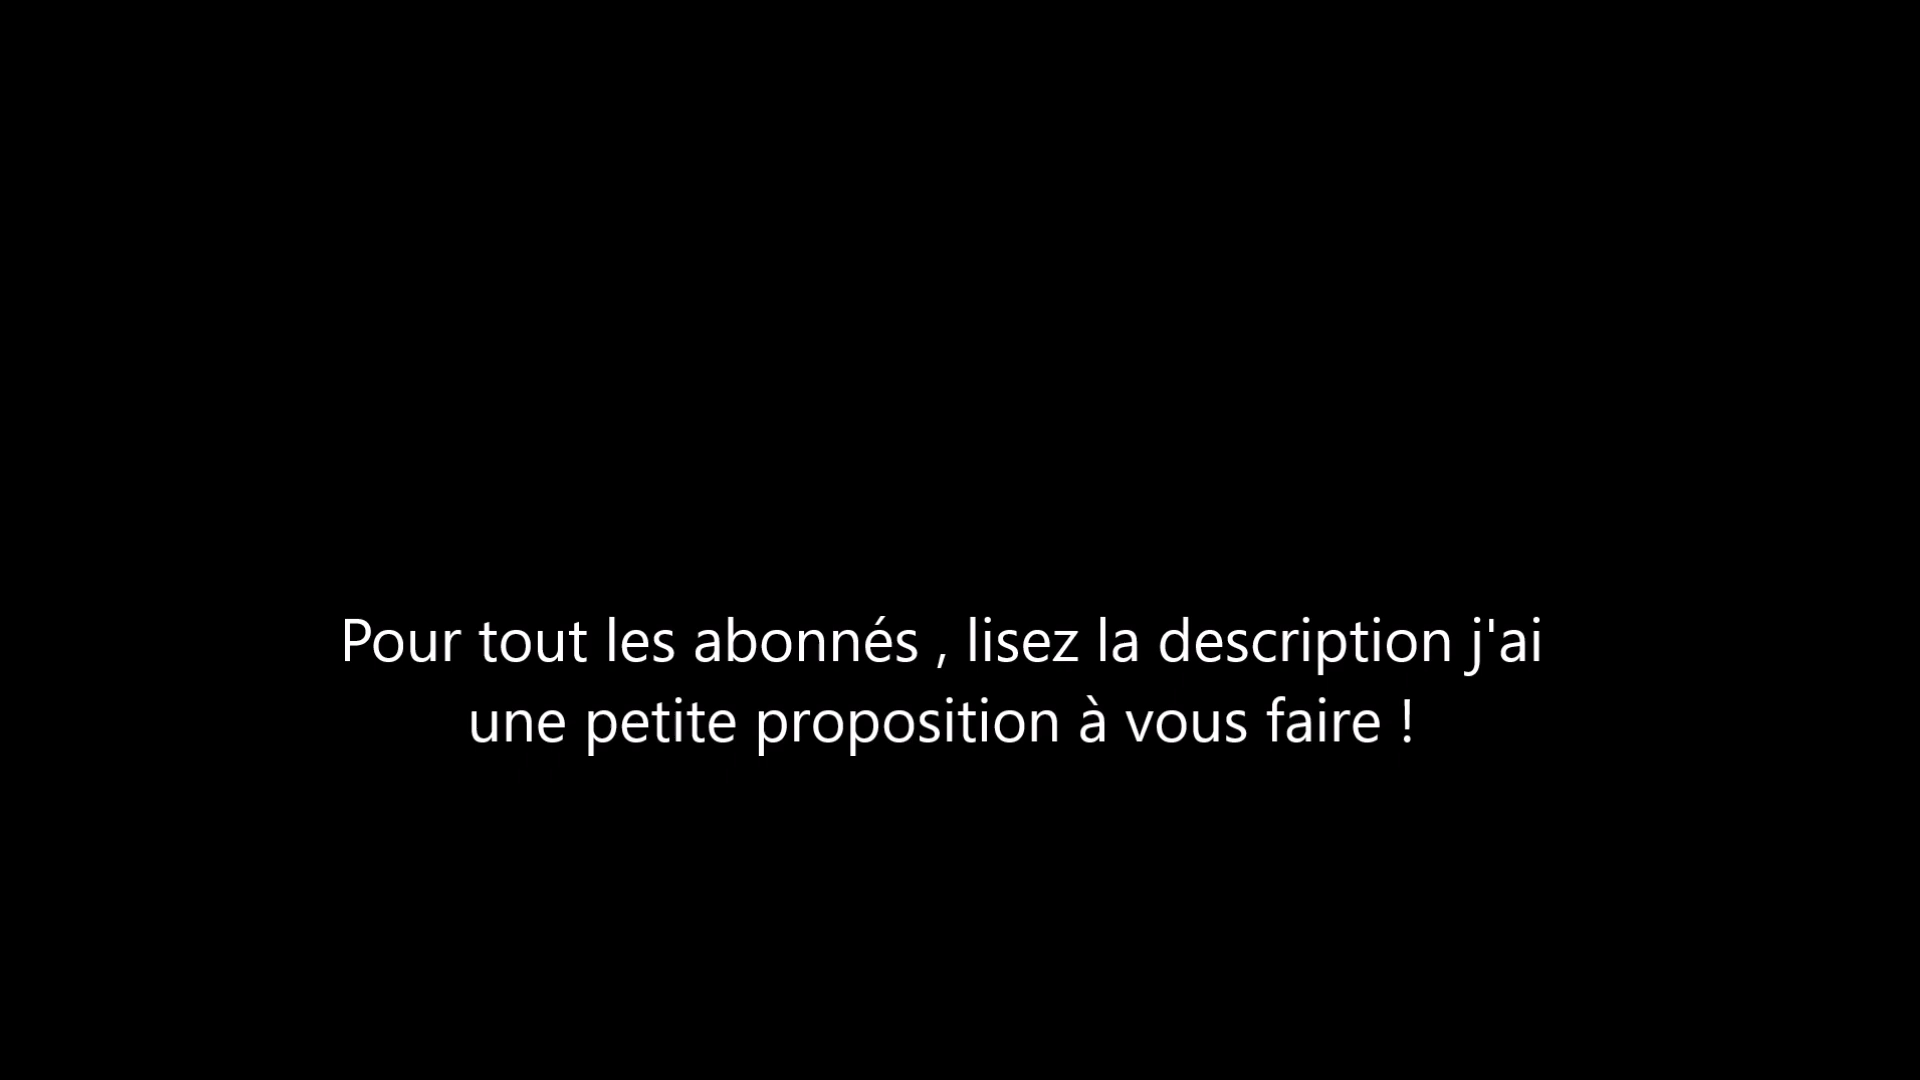 Pour tout les abonnés , lisez la description j'ai
une petite proposition à vous faire !